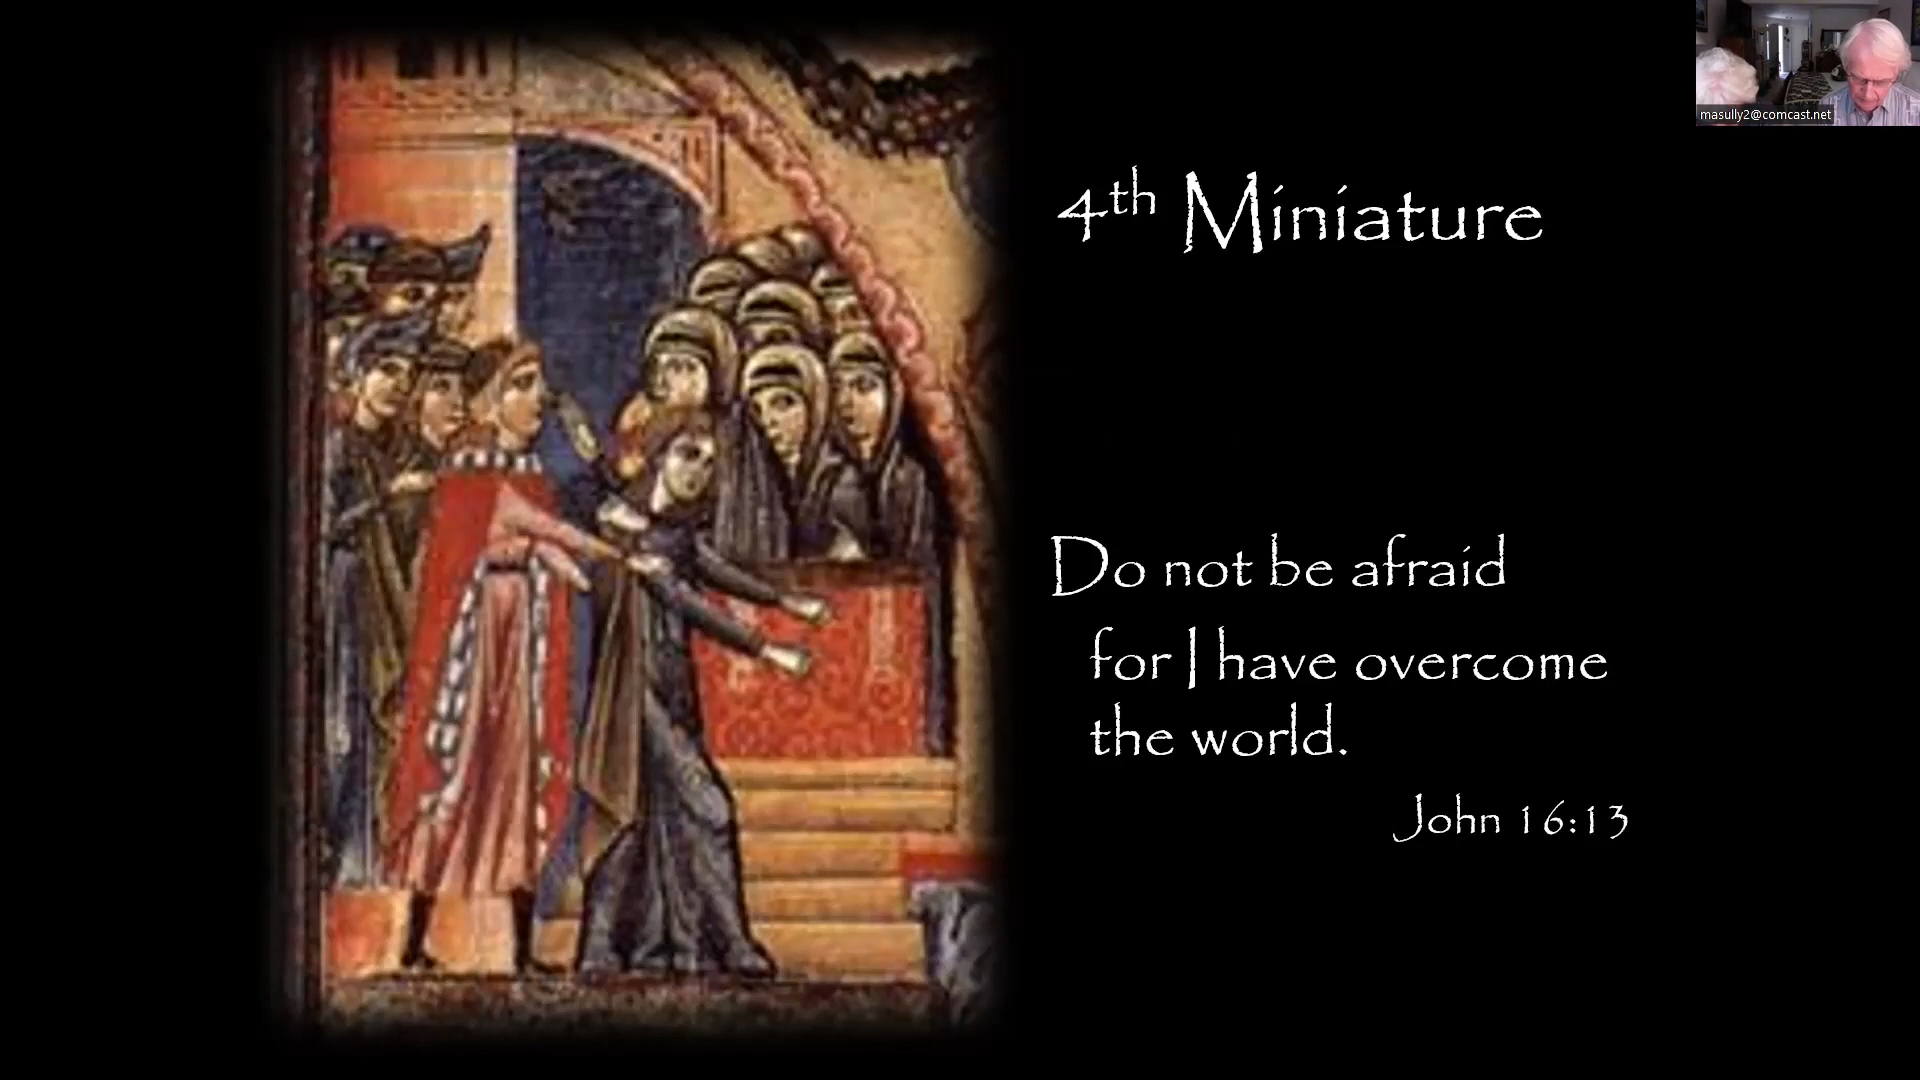 masully2@comcast.net
4th Miniature
Do not be afraid
for I have overcome
the world.
John 16:13